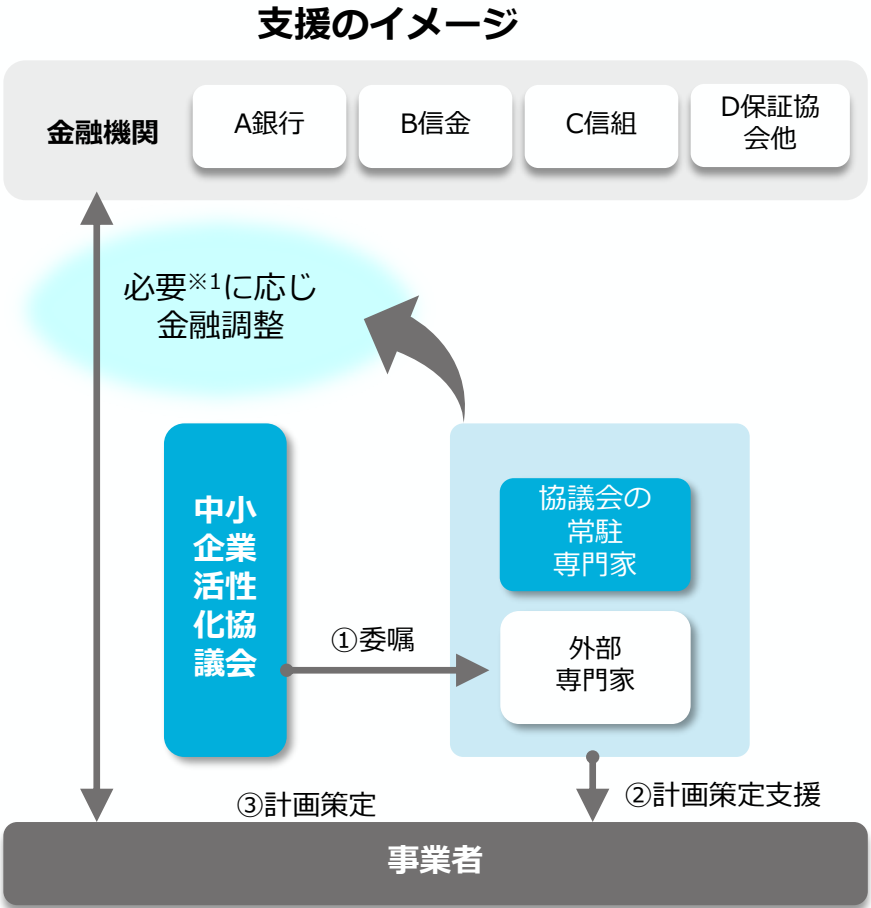 支援のイメージ
金融機関
A銀行
B信金
C信組
D保証協
会他
必要※1に応じ
金融調整
中小
企業
活性
化協
議会
協議会の
常駐
専門家
①委嘱
外部
専門家
③計画策定
②計画策定支援
事業者